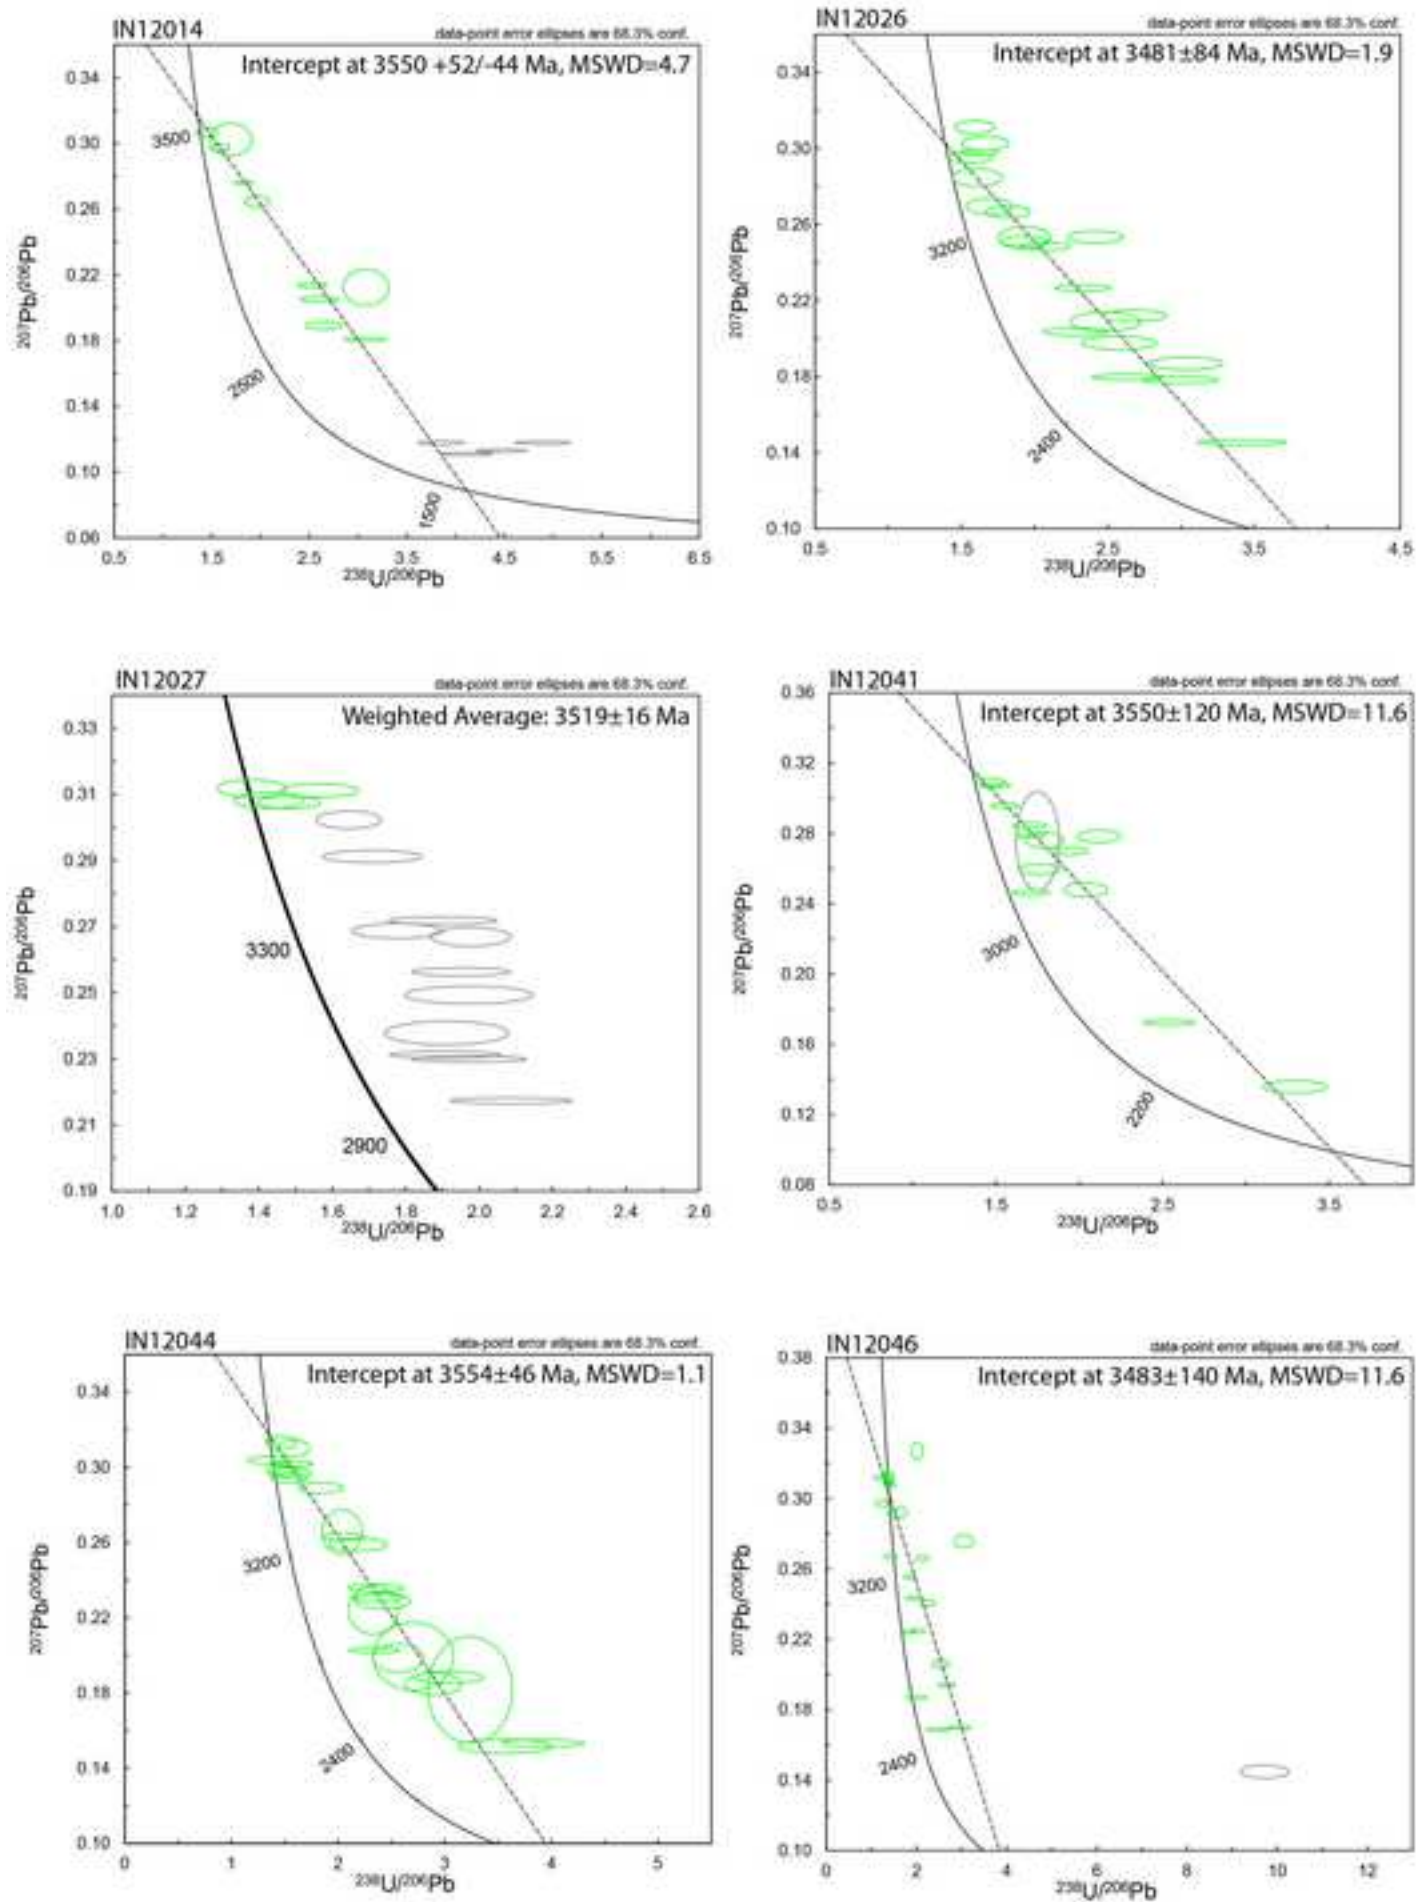 IN12014
data-point error ellipses are 68.3% conf.
Intercept at 3550 +52/-44 Ma, MSWD=4.7
0.34
0.30
0.26
0.22
0.18
0.14
0.10
0.06
3500
2500
1500
207Pb/206Pb
0.5 1.5 2.5 3.5 4.5 5.5 6.5
238U/206Pb
IN12026
data-point error ellipses are 68.3% conf.
Intercept at 3481±84 Ma, MSWD=1.9
0.34
0.30
0.26
0.22
0.18
0.14
0.10
3200
2400
207Pb/206Pb
0.5 1.5 2.5 3.5 4.5
238U/206Pb
IN12027
data-point error ellipses are 68.3% conf.
Weighted Average: 3519±16 Ma
0.33
0.31
0.29
0.27
0.25
0.23
0.21
0.19
3300
2900
207Pb/206Pb
1.0 1.2 1.4 1.6 1.8 2.0 2.2 2.4 2.6
238U/206Pb
IN12041
data-point error ellipses are 68.3% conf.
Intercept at 3550±120 Ma, MSWD=11.6
0.36
0.32
0.28
0.24
0.20
0.16
0.12
0.08
3000
2200
207Pb/206Pb
0.5 1.5 2.5 3.5
238U/206Pb
IN12044
data-point error ellipses are 68.3% conf.
Intercept at 3554±46 Ma, MSWD=1.1
0.34
0.30
0.26
0.22
0.18
0.14
0.10
3200
2400
207Pb/206Pb
0 1 2 3 4 5
238U/206Pb
IN12046
data-point error ellipses are 68.3% conf.
Intercept at 3483±140 Ma, MSWD=11.6
0.38
0.34
0.30
0.26
0.22
0.18
0.14
0.10
3200
2400
207Pb/206Pb
0 2 4 6 8 10 12
238U/206Pb